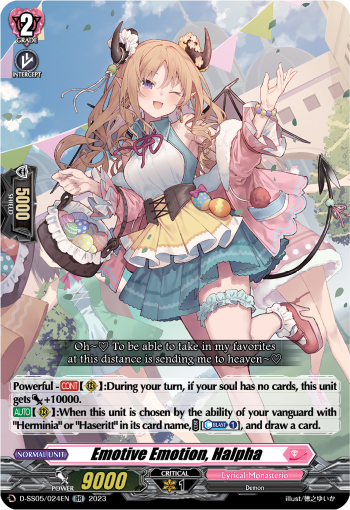 2
GRADE
INTERCEPT
5000
SHIELD
Oh~♡ To be able to take in my favorites
at this distance is sending me to heaven~♡
Powerful - CONT【】:During your turn, if your soul has no cards, this unit
gets +10000.
AUTO【】:When this unit is chosen by the ability of your vanguard with
"Herminia" or "Haseritt" in its card name, [BLAST 1], and draw a card.
NORMAL UNIT
Emotive Emotion, Halpha
Lyrical Monasterio
Demon
POWER
9000
CRITICAL
1
D-SS05/024EN RR 2023
illust/徳之ゆいか